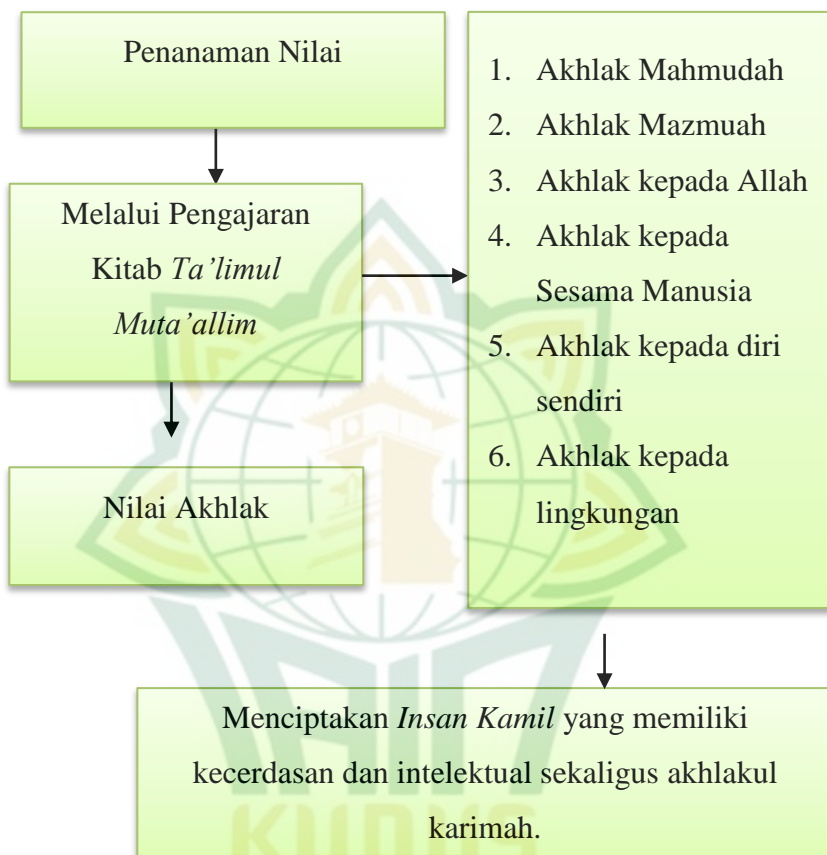 Penanaman Nilai
Melalui Pengajaran
Kitab Ta’limul
Muta’allim
Nilai Akhlak
1. Akhlak Mahmudah
2. Akhlak Mazmuah
3. Akhlak kepada Allah
4. Akhlak kepada
Sesama Manusia
5. Akhlak kepada diri
sendiri
6. Akhlak kepada
lingkungan
Menciptakan Insan Kamil yang memiliki
kecerdasan dan intelektual sekaligus akhlakul
karimah.
IAIN
KUDUS